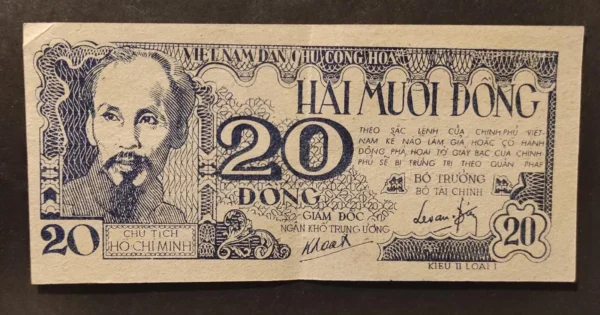 VIỆT-NAM DÂN CHỦ CỘNG HOÀ
HAI MƯƠI ĐỒNG
20
ĐỒNG
THEO SẮC LỆNH CỦA CHÍNH-PHỦ VIỆT-
NAM KẺ NÀO LÀM GIẢ HOẶC CÓ HÀNH
ĐỘNG PHÁ HOẠI TỜ GIẤY BẠC CỦA CHÍNH-
PHỦ SẼ BỊ TRỪNG TRỊ THEO QUÂN PHÁP
BỘ TRƯỞNG
BỘ TÀI CHÍNH
GIÁM ĐỐC
NGÂN KHỐ TRUNG ƯƠNG
20
CHỦ TỊCH
HỒ-CHÍ-MINH
20
KIỂU II LOẠI I